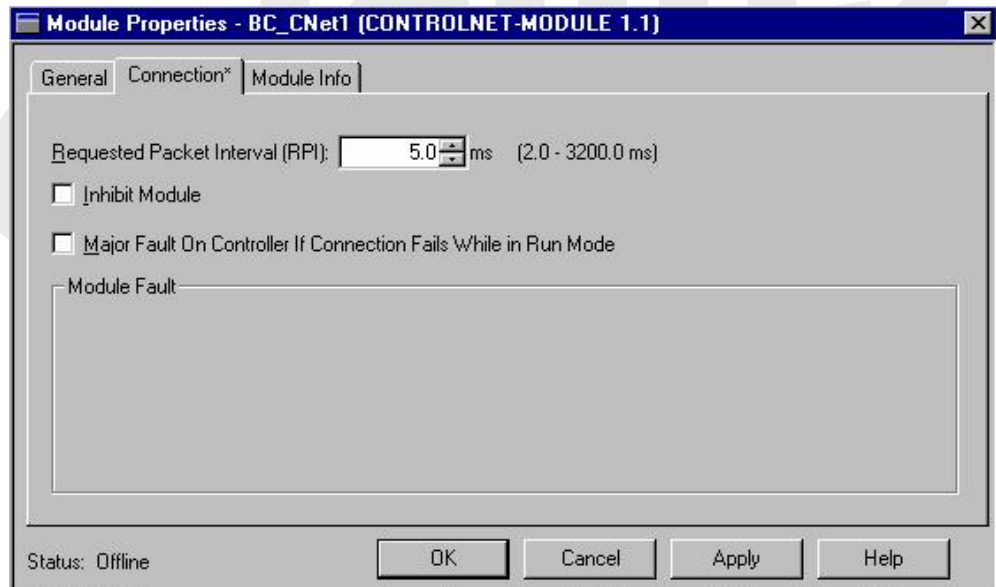 Module Properties - BC_CNet1 (CONTROLNET-MODULE 1.1)
General Connection* Module Info
Requested Packet Interval (RPI): 5.0 ms (2.0 - 3200.0 ms)
Inhibit Module
Major Fault On Controller If Connection Fails While in Run Mode
Module Fault
Status: Offline OK Cancel Apply Help